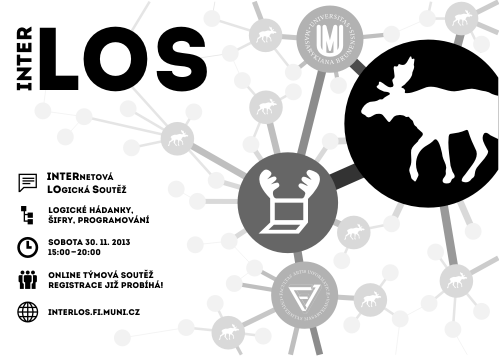 INTER
LOS
UNIVERSITAS
MASARYKIANA BRUNENSIS
INTERNETOVÁ
LOGICKÁ SOUTĚŽ
LOGICKÉ HÁDANKY,
ŠIFRY, PROGRAMOVÁNÍ
SOBOTA 30. 11. 2013
15:00–20:00
ONLINE TÝMOVÁ SOUTĚŽ
REGISTRACE JIŽ PROBÍHÁ!
INTERLOS.FI.MUNI.CZ